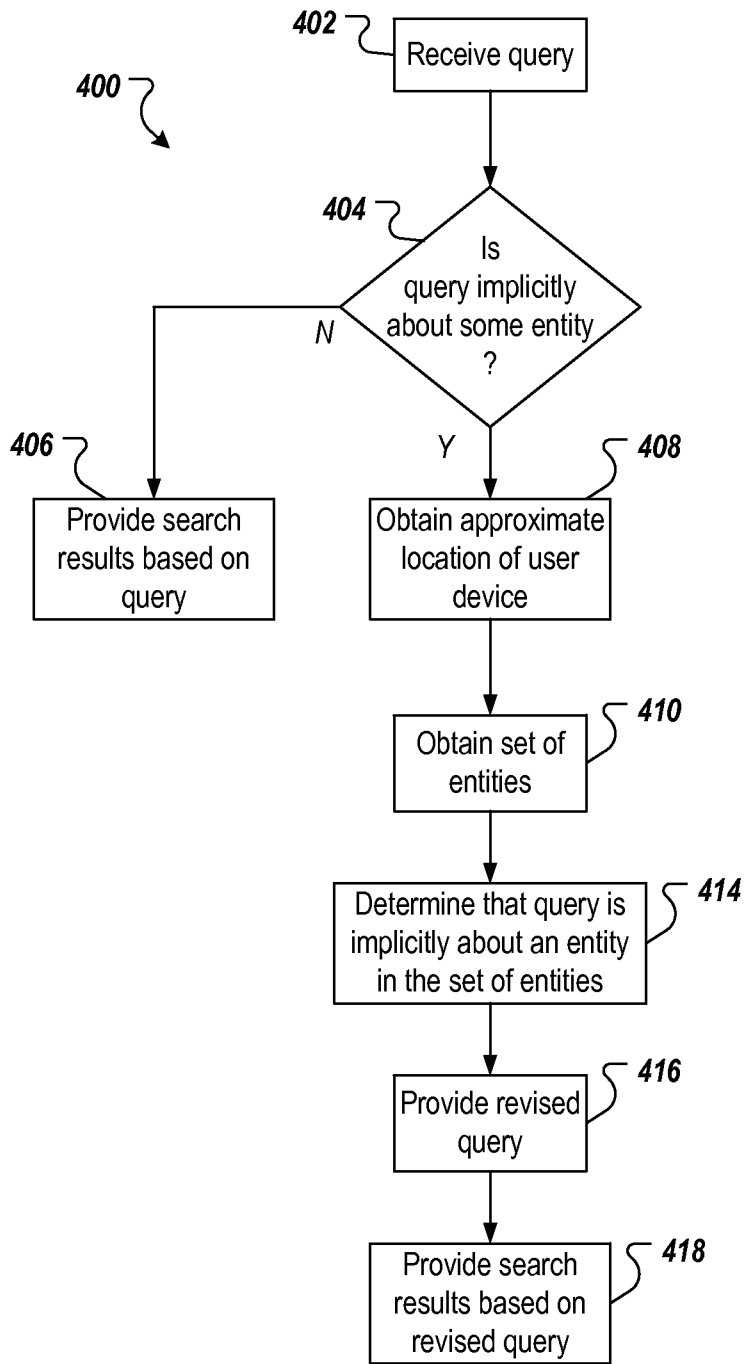 402
Receive query
400
404
Is
query implicitly
about some entity
?
N
Y
406
Provide search
results based on
query
408
Obtain approximate
location of user
device
410
Obtain set of
entities
414
Determine that query is
implicitly about an entity
in the set of entities
416
Provide revised
query
418
Provide search
results based on
revised query